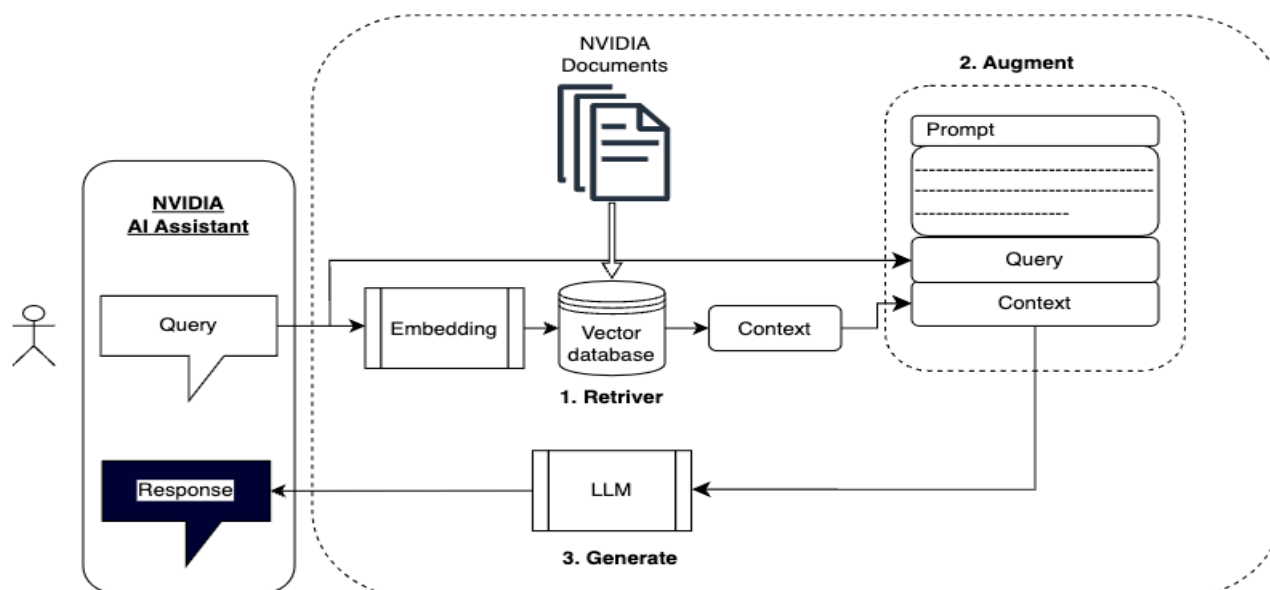 NVIDIA
Documents
2. Augment
Prompt
NVIDIA
AI Assistant
Query
Query
Embedding
Vector
database
Context
Context
1. Retriver
Response
LLM
3. Generate